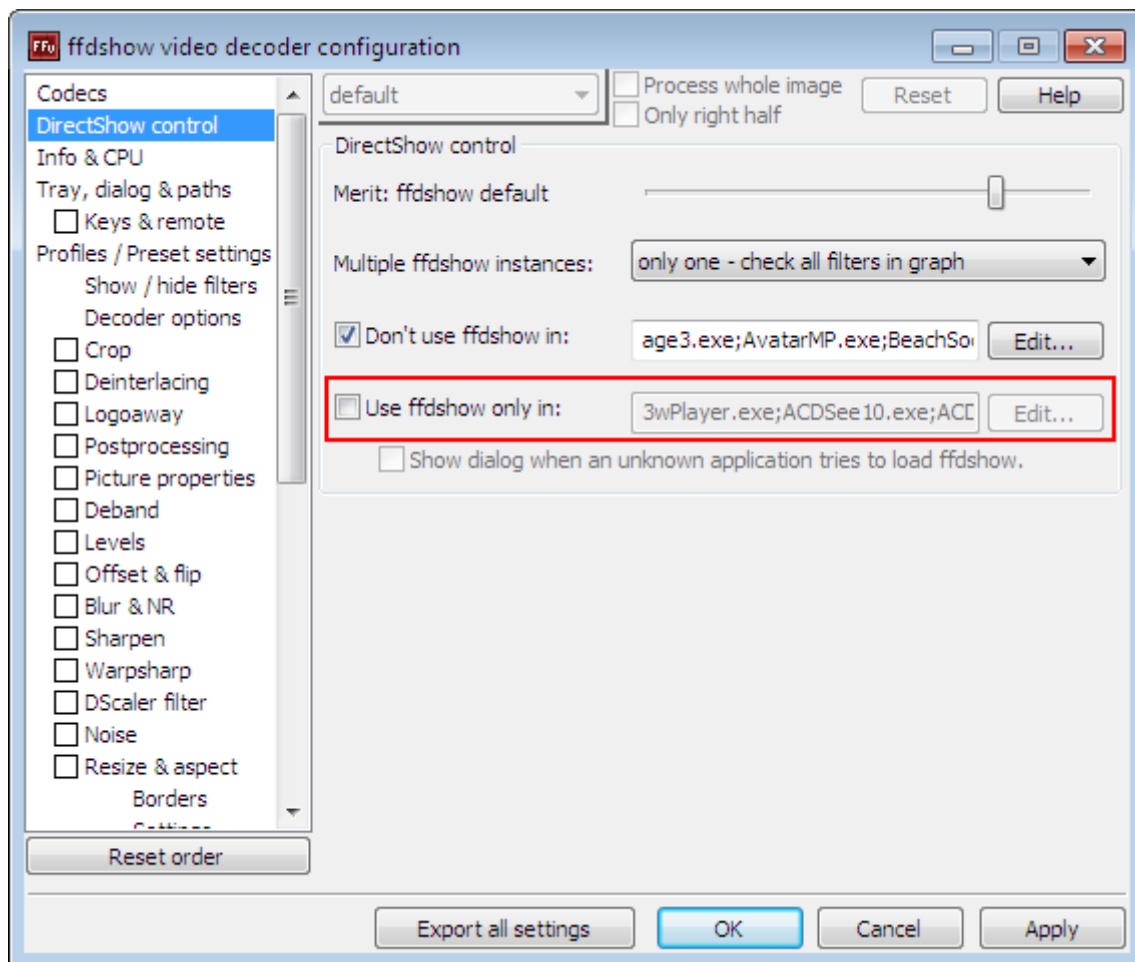 FFv ffdshow video decoder configuration
Codecs
DirectShow control
Info & CPU
Tray, dialog & paths
Keys & remote
Profiles / Preset settings
Show / hide filters
Decoder options
Crop
Deinterlacing
Logoaway
Postprocessing
Picture properties
Deband
Levels
Offset & flip
Blur & NR
Sharpen
Warpsharp
DScaler filter
Noise
Resize & aspect
Borders
Reset order
default
Process whole image
Only right half
Reset
Help
DirectShow control
Merit: ffdshow default
Multiple ffdshow instances: only one - check all filters in graph
Don't use ffdshow in: age3.exe;AvatarMP.exe;BeachSo Edit...
Use ffdshow only in: 3wPlayer.exe;ACDSee10.exe;ACD Edit...
Show dialog when an unknown application tries to load ffdshow.
Export all settings OK Cancel Apply